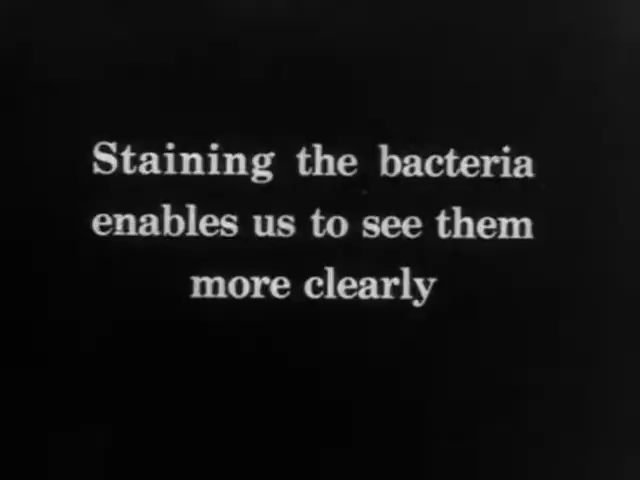 Staining the bacteria
enables us to see them
more clearly